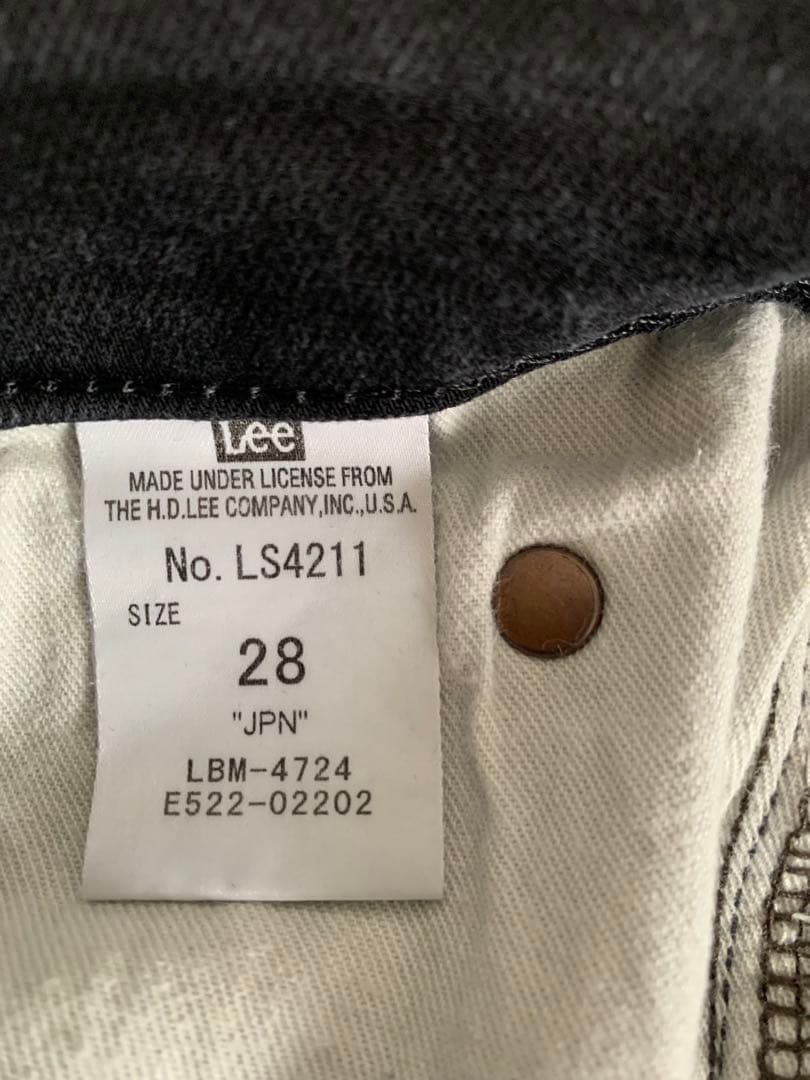 Lee
MADE UNDER LICENSE FROM
THE H.D.LEE COMPANY,INC.,U.S.A.
No. LS4211
SIZE
28
"JPN"
LBM-4724
E522-02202